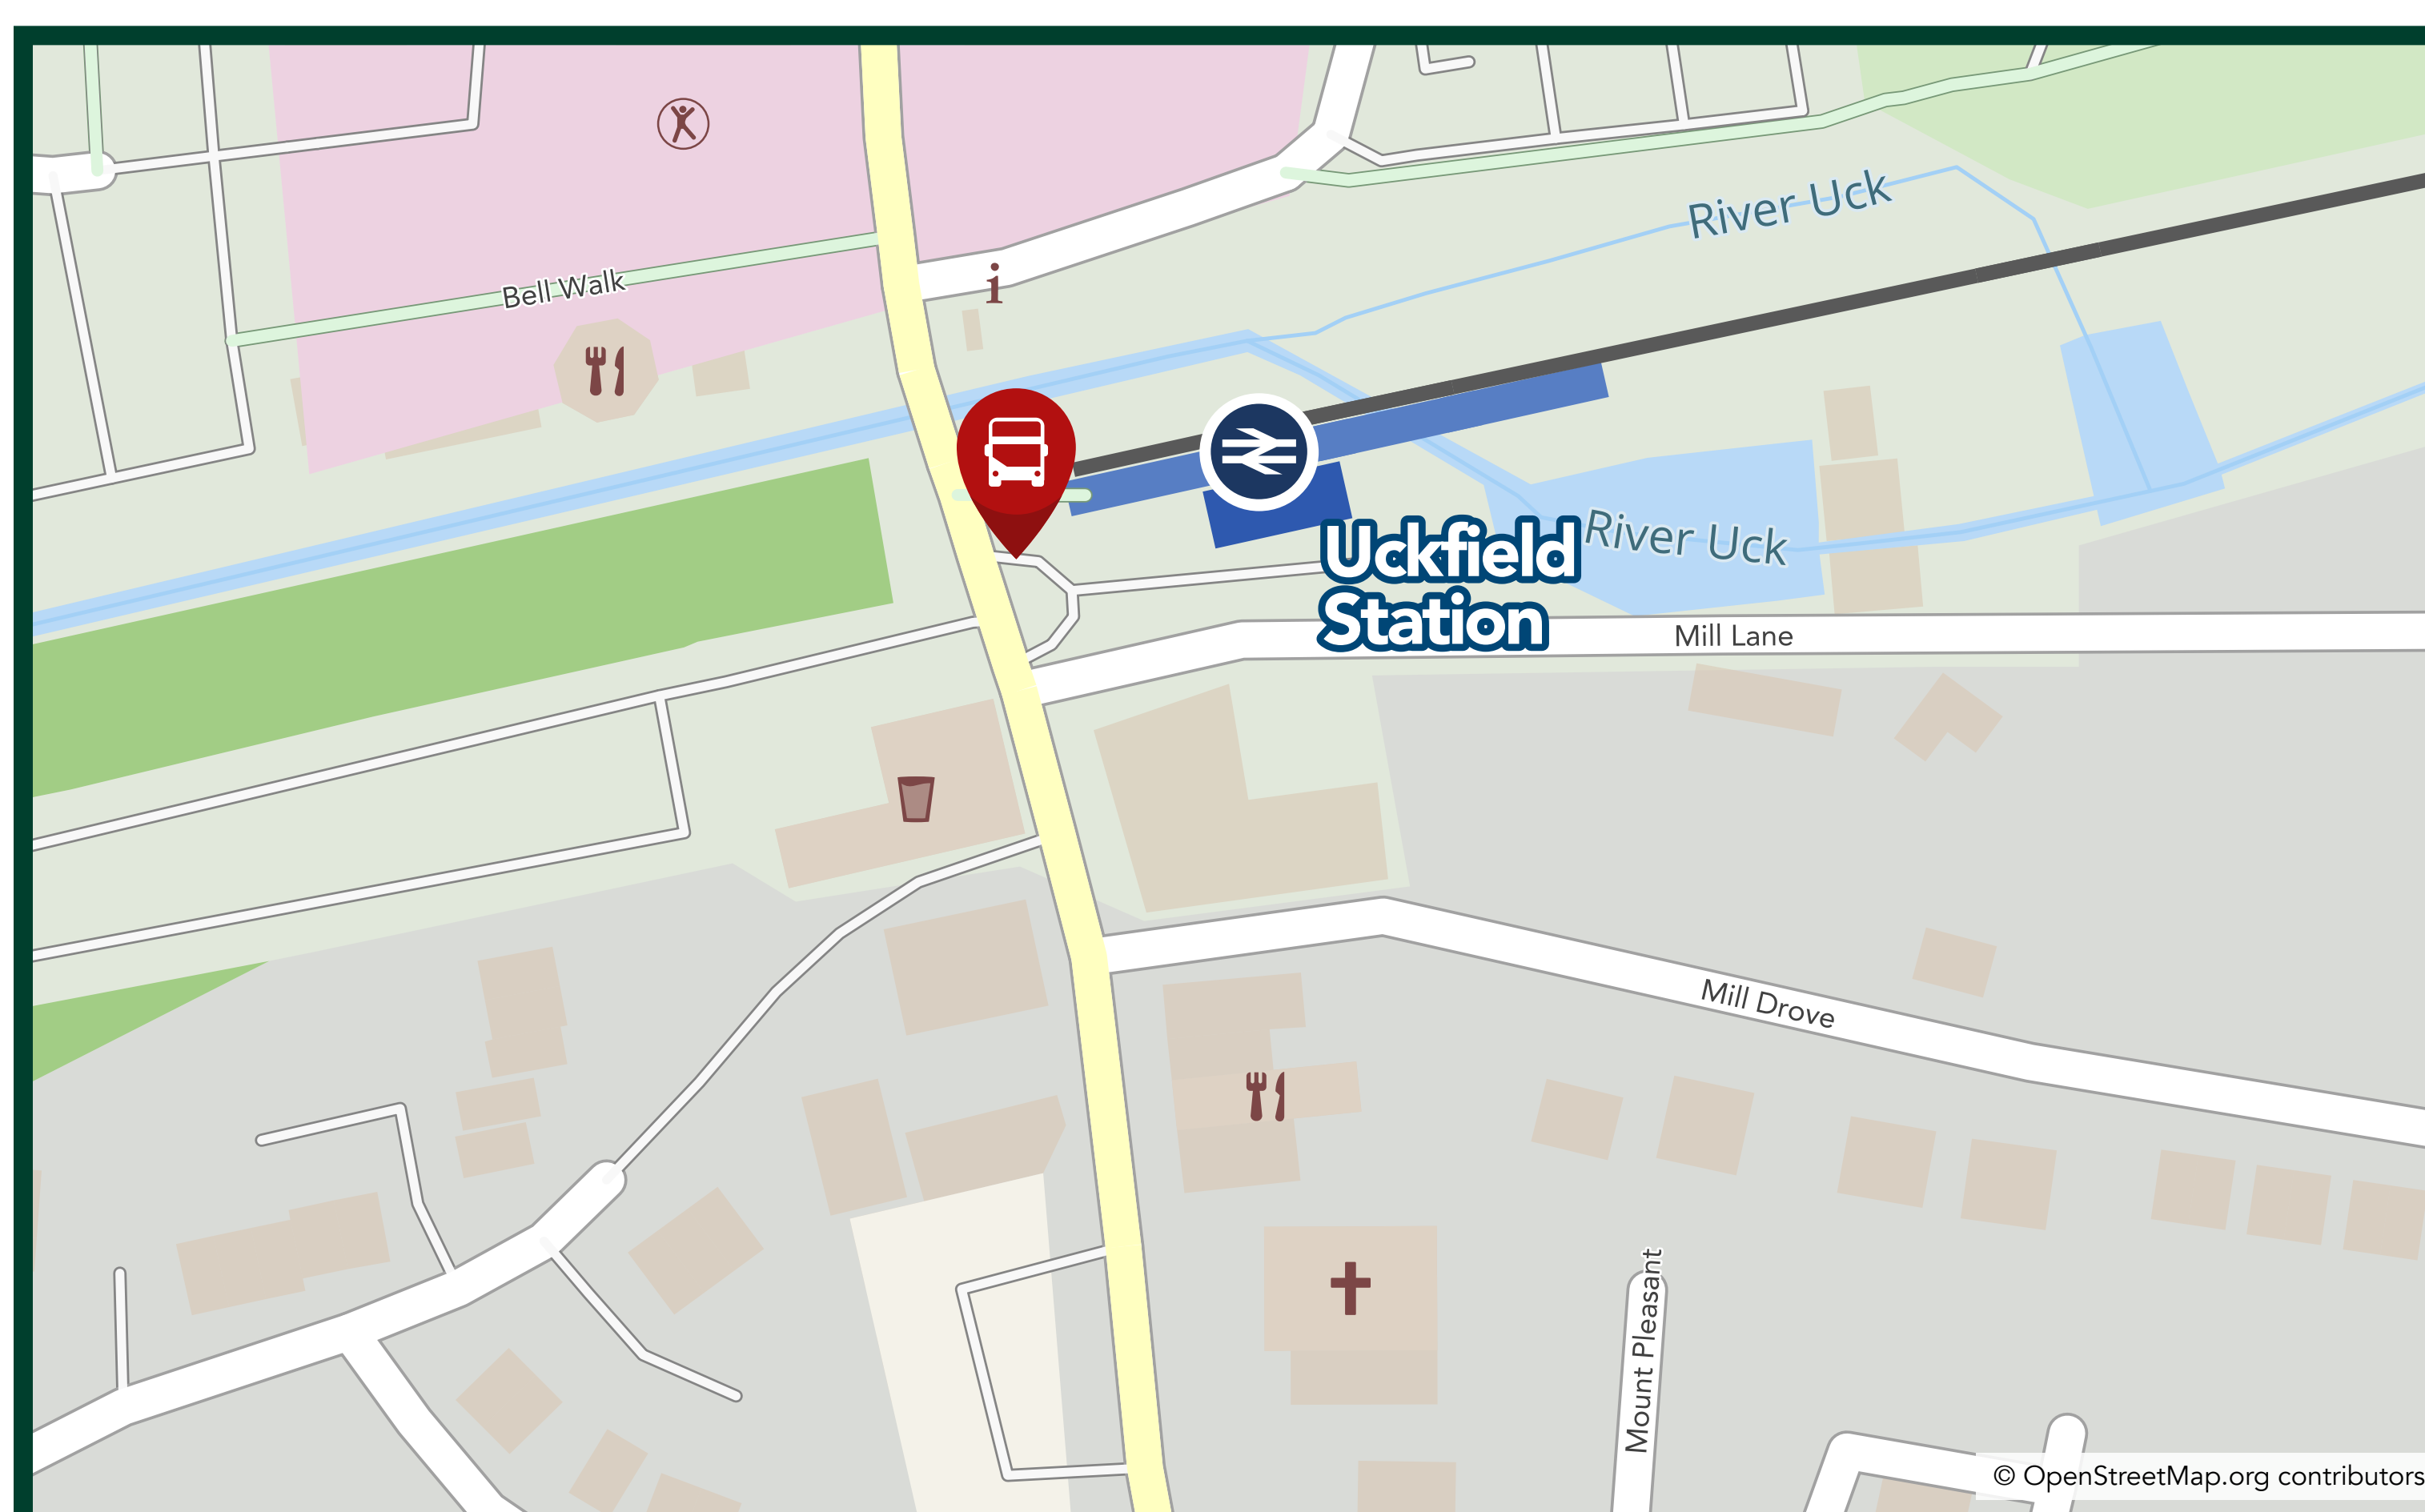 River Uck
Bell Walk
Uckfield
Station
River Uck
Mill Lane
Mill Drove
Mount Pleasant
© OpenStreetMap.org contributors